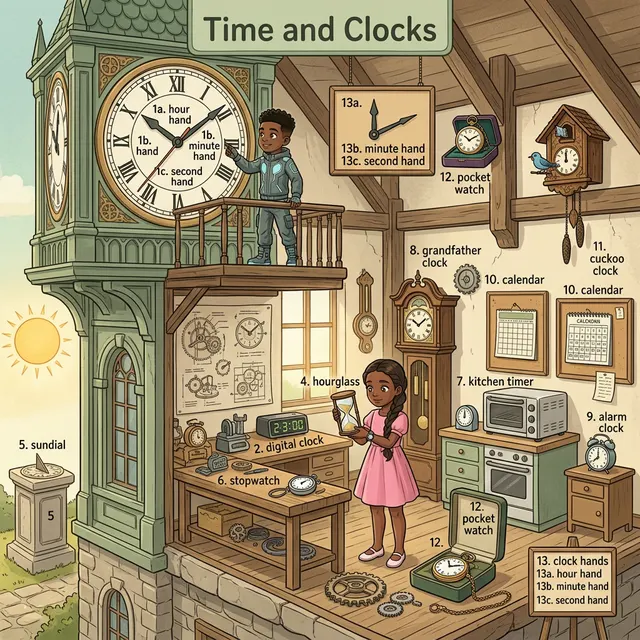 Time and Clocks
XII
1a. hour
hand
1b.
hand
1b.
minute
hand
1c. second
hand
13a.
13b. minute hand
13c. second hand
12. pocket
watch
11.
cuckoo
clock
8. grandfather
clock
10. calendar
10. calendar
4. hourglass
7. kitchen timer
9. alarm
clock
5. sundial
5
2:3:00
2. digital clock
6. stopwatch
12.
pocket
watch
12.
13. clock hands
13a. hour hand
13b. minute hand
13c. second hand